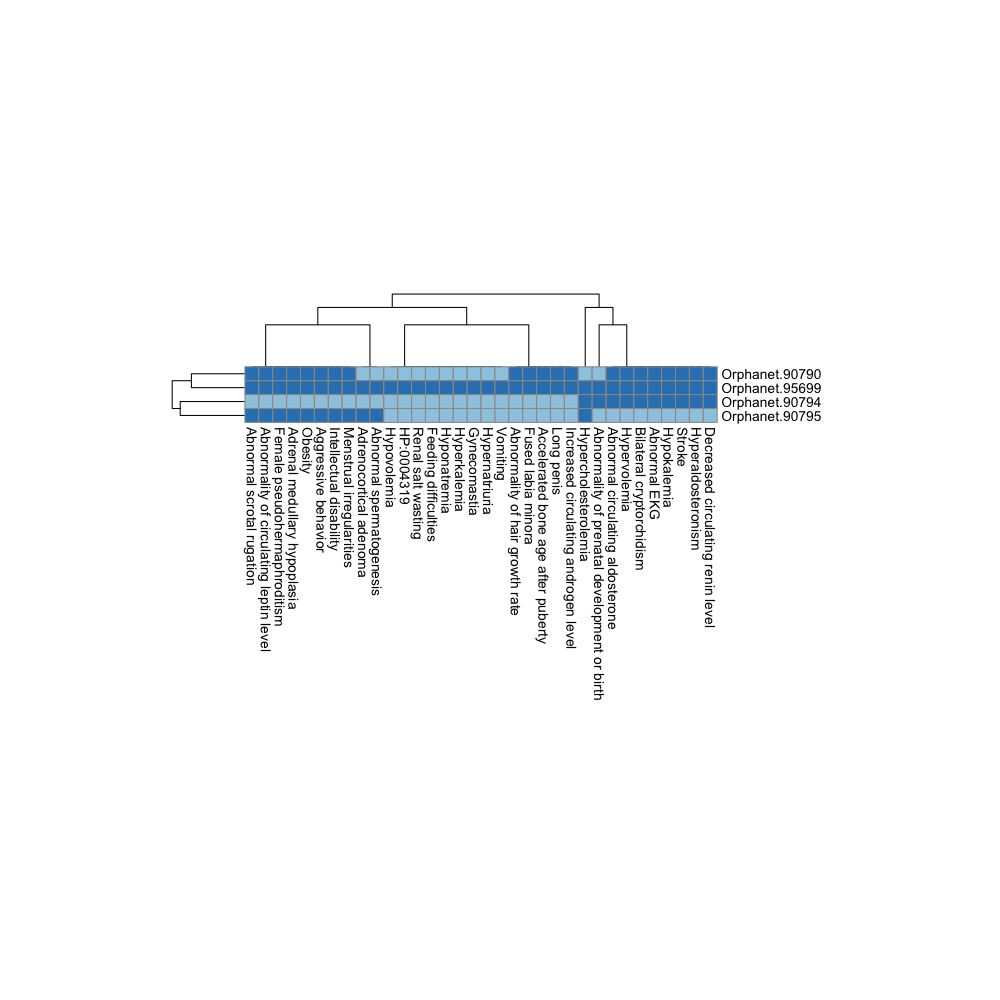 Orphanet.90790
Orphanet.95699
Orphanet.90794
Orphanet.90795
Abnormal scrotal rugation
Abnormality of circulating leptin level
Female pseudohermaphroditism
Adrenal medullary hypoplasia
Obesity
Aggressive behavior
Intellectual disability
Menstrual irregularities
Adrenocortical adenoma
Abnormal spermatogenesis
Hypovolemia
HP:0004319
Renal salt wasting
Feeding difficulties
Hyponatremia
Hyperkalemia
Gynecomastia
Hypernatriuria
Vomiting
Abnormality of hair growth rate
Fused labia minora
Accelerated bone age after puberty
Long penis
Increased circulating androgen level
Hypercholesterolemia
Abnormality of prenatal development or birth
Abnormal circulating aldosterone
Hypervolemia
Bilateral cryptorchidism
Abnormal EKG
Hypokalemia
Stroke
Hyperaldosteronism
Decreased circulating renin level